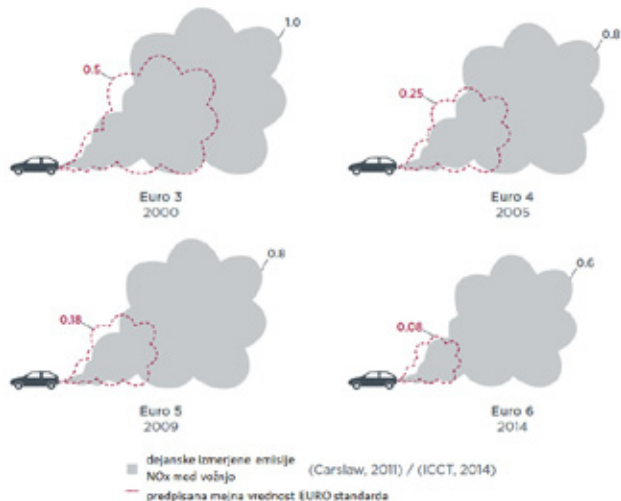 1.0
0.5
Euro 3
2000
0.8
0.25
Euro 4
2005
0.8
0.18
Euro 5
2009
0.6
0.08
Euro 6
2014
dejanske izmerjene emisije
NOx med vožnjo
(Carslaw, 2011) / (ICCT, 2014)
predpisana mejna vrednost EURO standarda